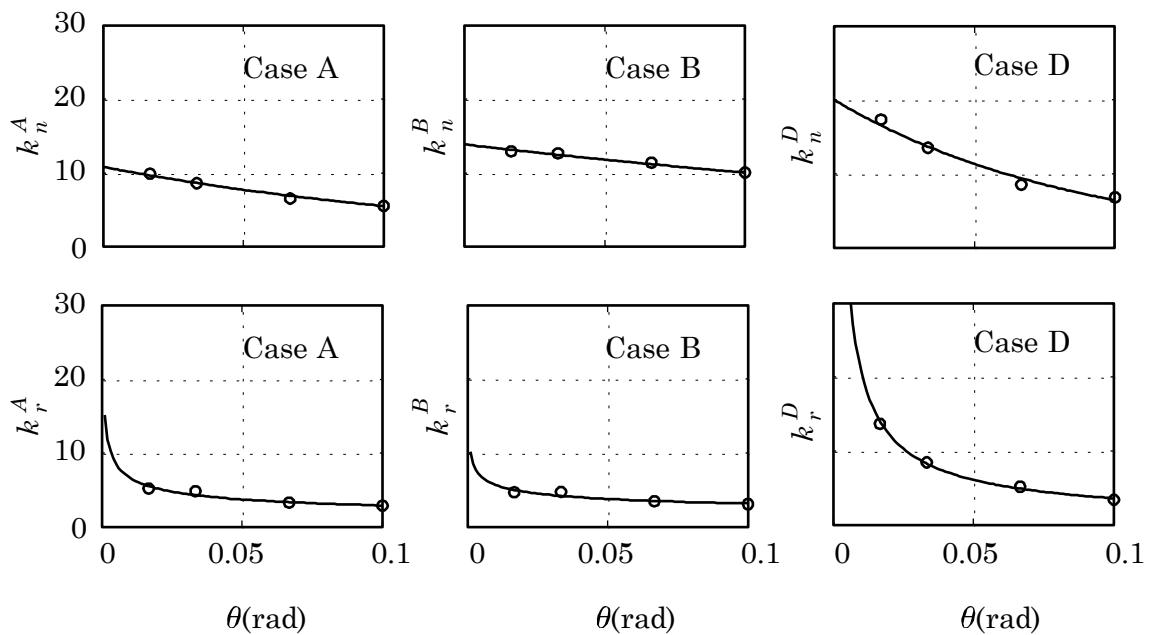 30
20
10
0
k_n^A
Case A
k_n^B
Case B
k_n^D
Case D
30
20
10
0
k_r^A
Case A
k_r^B
Case B
k_r^D
Case D
0 0.05 0.1
0 0.05 0.1
0 0.05 0.1
θ(rad)
θ(rad)
θ(rad)